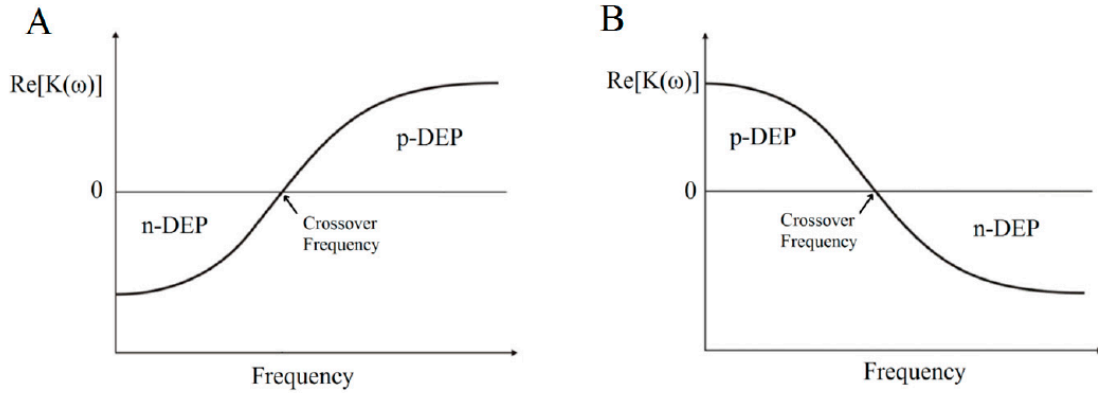 A
Re[K(ω)]
p-DEP
0
n-DEP
Crossover
Frequency
Frequency
B
Re[K(ω)]
p-DEP
0
Crossover
Frequency
n-DEP
Frequency